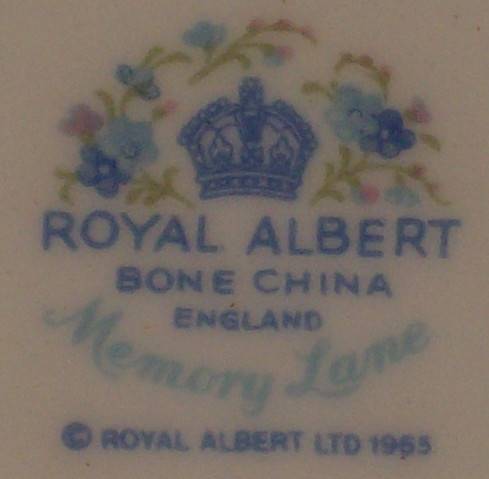 ROYAL ALBERT
BONE CHINA
ENGLAND
Memory Lane
© ROYAL ALBERT LTD 1965